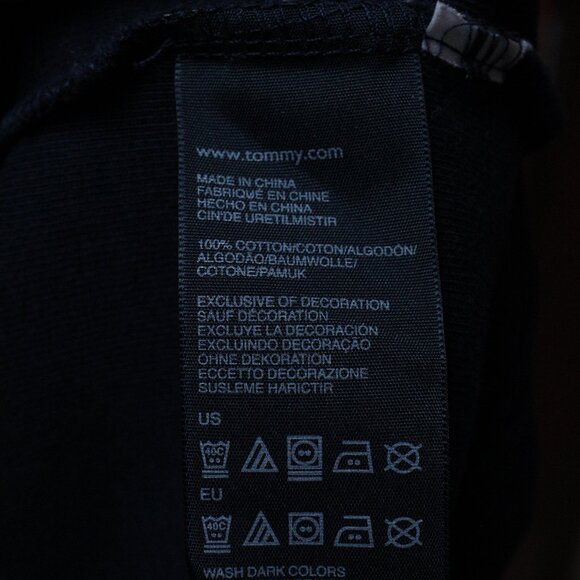 www.tommy.com
MADE IN CHINA
FABRIQUÉ EN CHINE
HECHO EN CHINA
CIN'DE URETILMISTIR
100% COTTON/COTON/ALGODÓN/
ALGODÃO/BAUMWOLLE/
COTONE/PAMUK
EXCLUSIVE OF DECORATION
SAUF DÉCORATION
EXCLUYE LA DECORACIÓN
EXCLUINDO DECORAÇÃO
OHNE DEKORATION
ECCETTO DECORAZIONE
SUSLEME HARICTIR
US
40C
EU
40C
WASH DARK COLORS